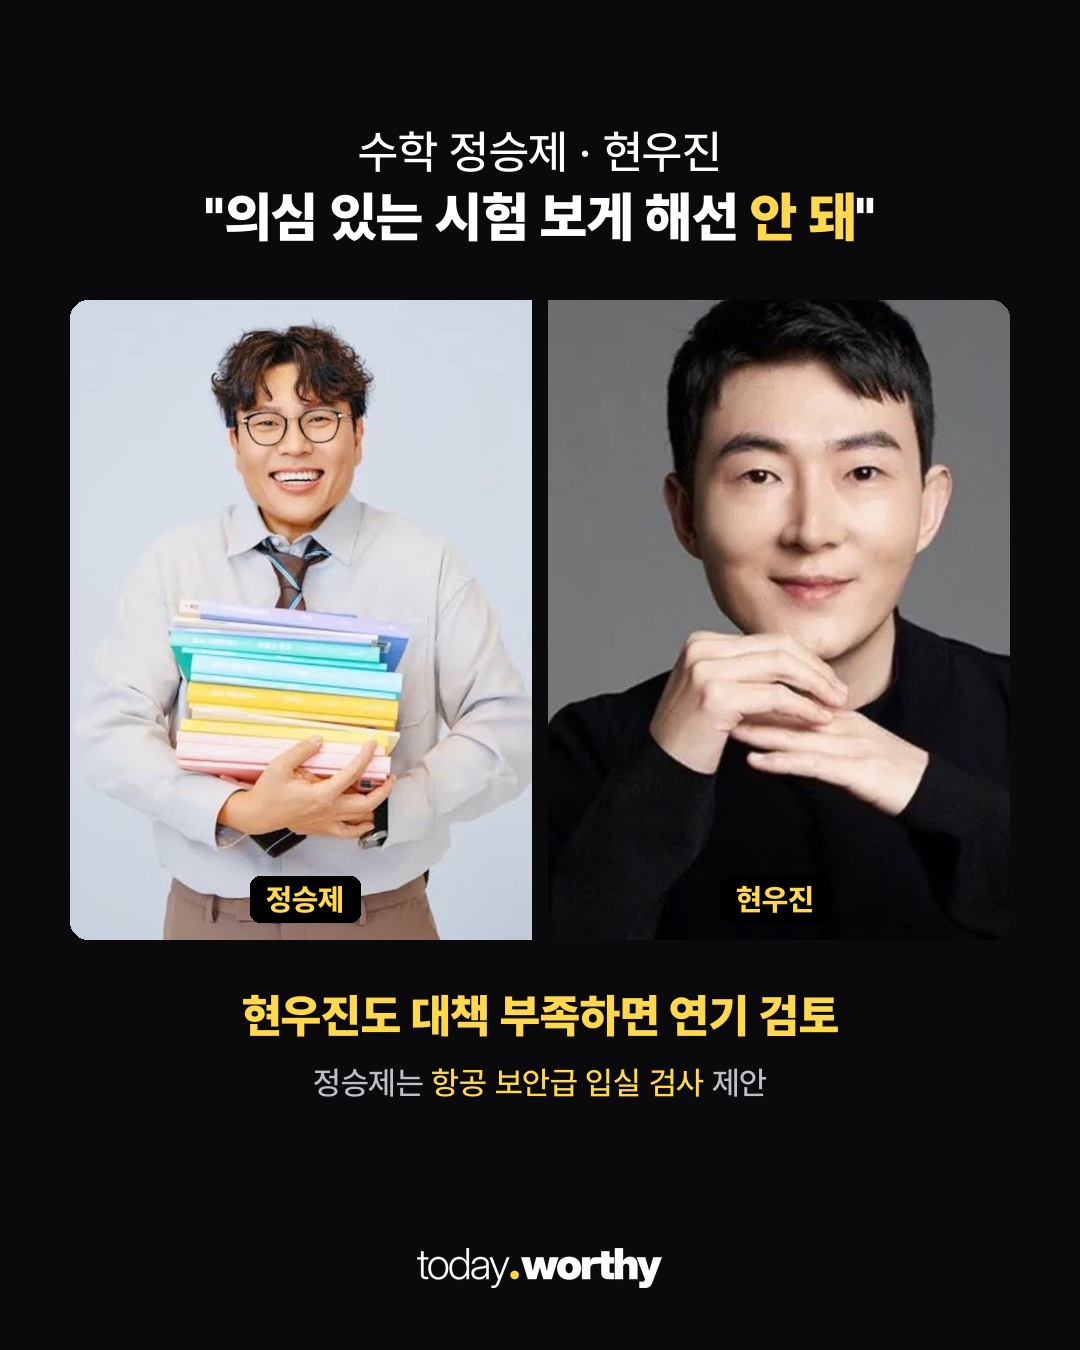 수학 정승제 · 현우진
"의심 있는 시험 보게 해선 안 돼"
정승제
현우진
현우진도 대책 부족하면 연기 검토
정승제는 항공 보안급 입실 검사 제안
today.worthy